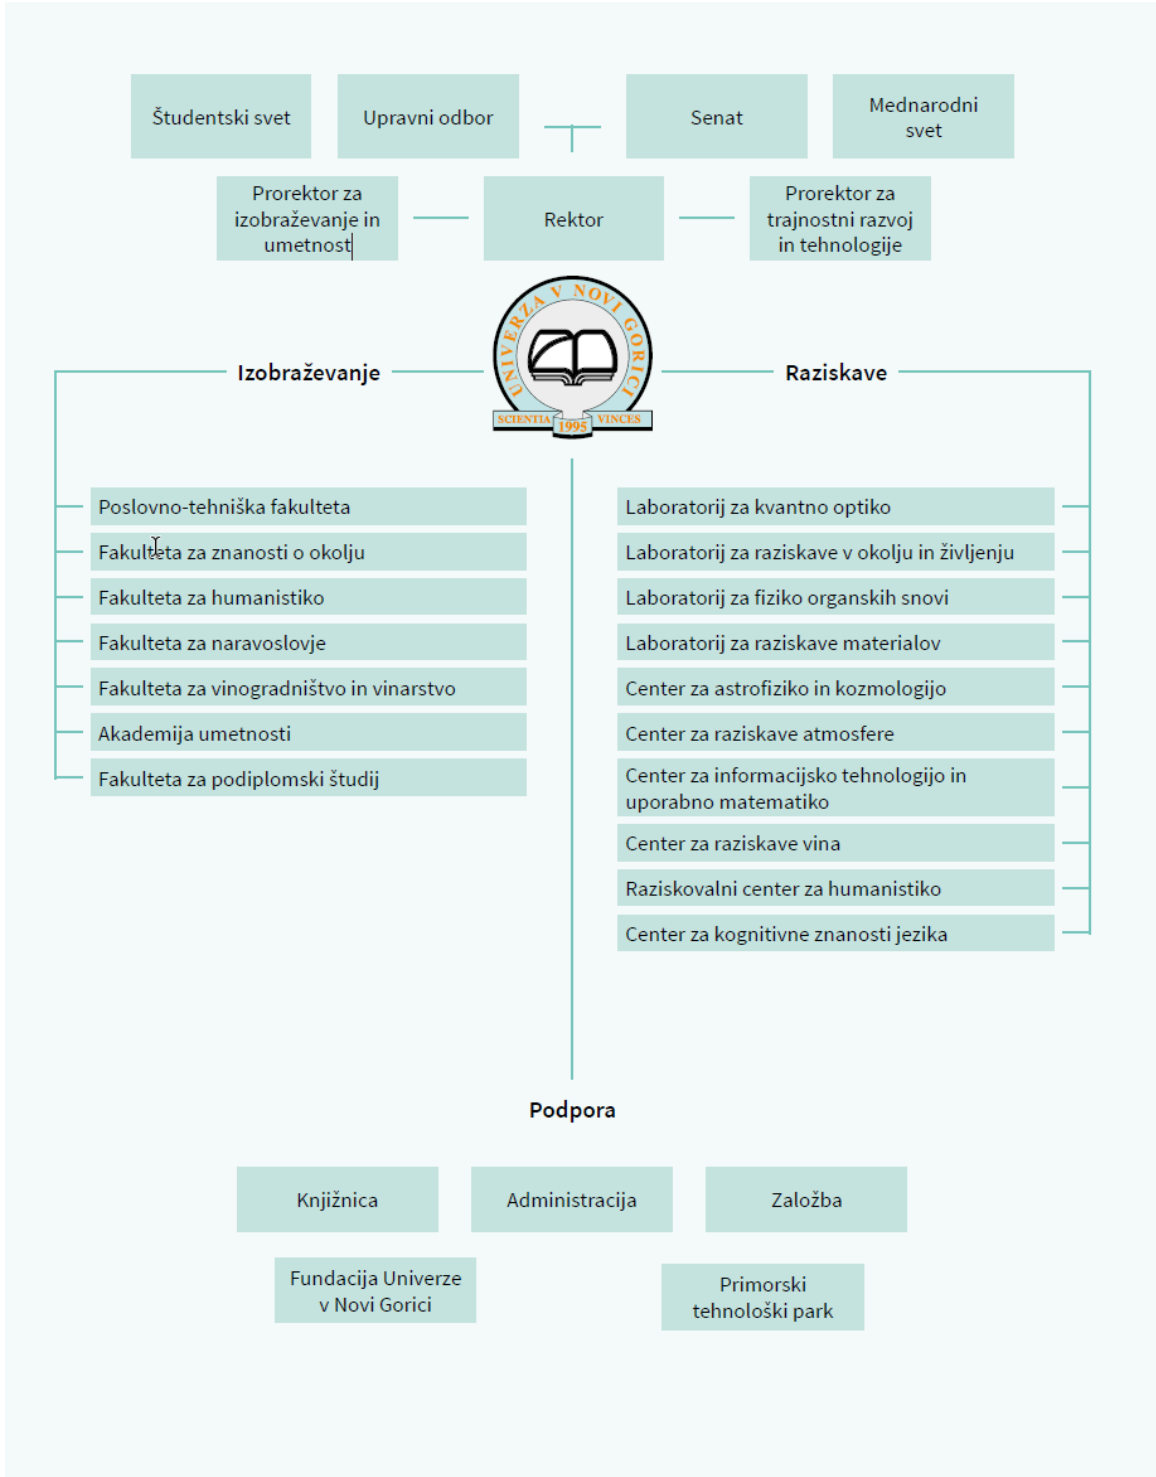 Študentski svet
Upravni odbor
Senat
Mednarodni
svet
Prorektor za
izobraževanje in
umetnost
Rektor
Prorektor za
trajnostni razvoj
in tehnologije
UNIVERZA V NOVI GORICI
SCIENTIA 1995 VINCES
Izobraževanje
Raziskave
Poslovno-tehniška fakulteta
Fakulteta za znanosti o okolju
Fakulteta za humanistiko
Fakulteta za naravoslovje
Fakulteta za vinogradništvo in vinarstvo
Akademija umetnosti
Fakulteta za podiplomski študij
Laboratorij za kvantno optiko
Laboratorij za raziskave v okolju in življenju
Laboratorij za fiziko organskih snovi
Laboratorij za raziskave materialov
Center za astrofiziko in kozmologijo
Center za raziskave atmosfere
Center za informacijsko tehnologijo in
uporabno matematiko
Center za raziskave vina
Raziskovalni center za humanistiko
Center za kognitivne znanosti jezika
Podpora
Knjižnica
Administracija
Založba
Fundacija Univerze
v Novi Gorici
Primorski
tehnološki park